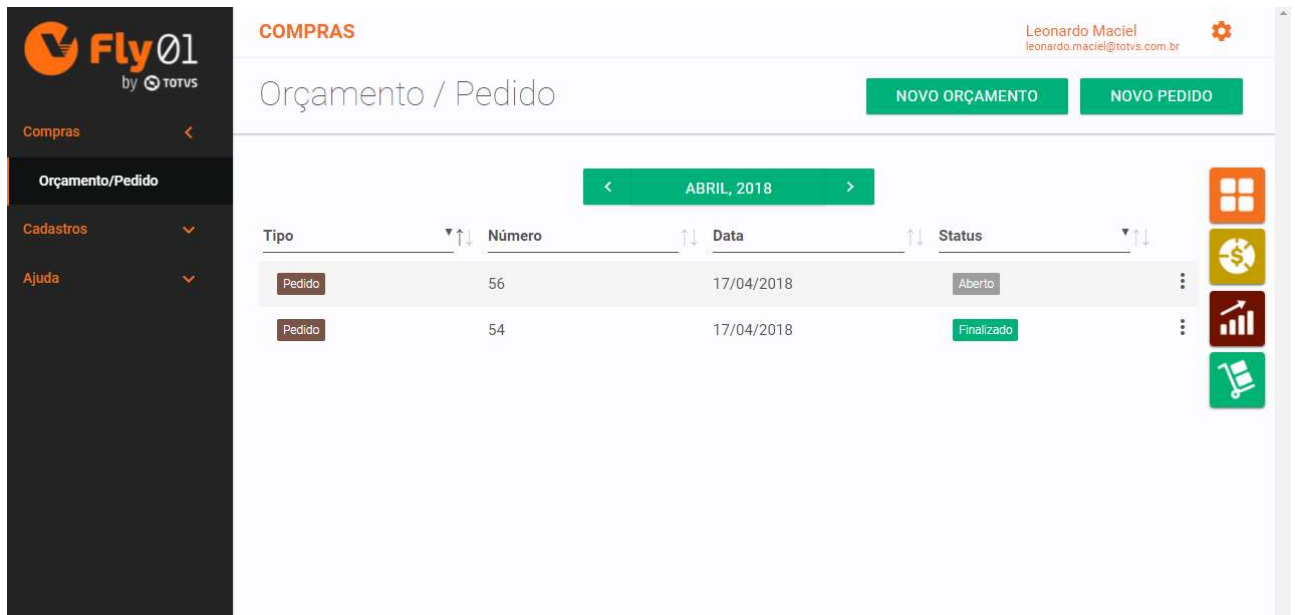 Fly01
by TOTVS
COMPRAS
Leonardo Maciel
leonardo.maciel@totvs.com.br
Orçamento / Pedido
NOVO ORÇAMENTO
NOVO PEDIDO
Compras
Orçamento/Pedido
Cadastros
Ajuda
ABRIL, 2018
Tipo Número Data Status
Pedido 56 17/04/2018 Aberto
Pedido 54 17/04/2018 Finalizado